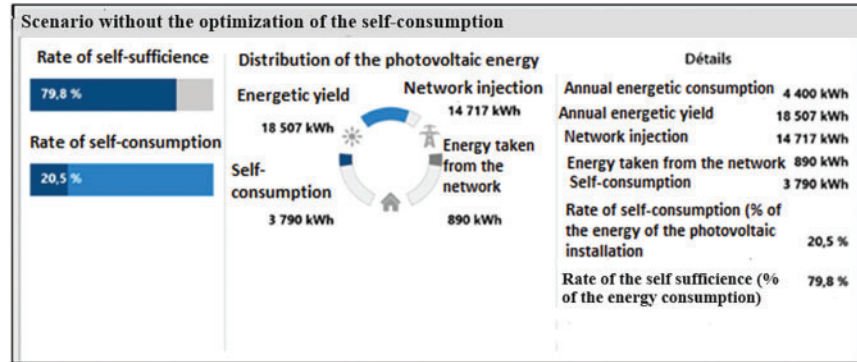 Scenario without the optimization of the self-consumption
Rate of self-sufficience
79,8 %
Rate of self-consumption
20,5 %
Distribution of the photovoltaic energy
Energetic yield
18 507 kWh
Network injection
14 717 kWh
Self-
consumption
3 790 kWh
Energy taken
from the
network
890 kWh
Détails
Annual energetic consumption 4 400 kWh
Annual energetic yield 18 507 kWh
Network injection 14 717 kWh
Energy taken from the network 890 kWh
Self-consumption 3 790 kWh
Rate of self-consumption (% of
the energy of the photovoltaic
installation 20,5 %
Rate of the self sufficience (% 79,8 %
of the energy consumption)